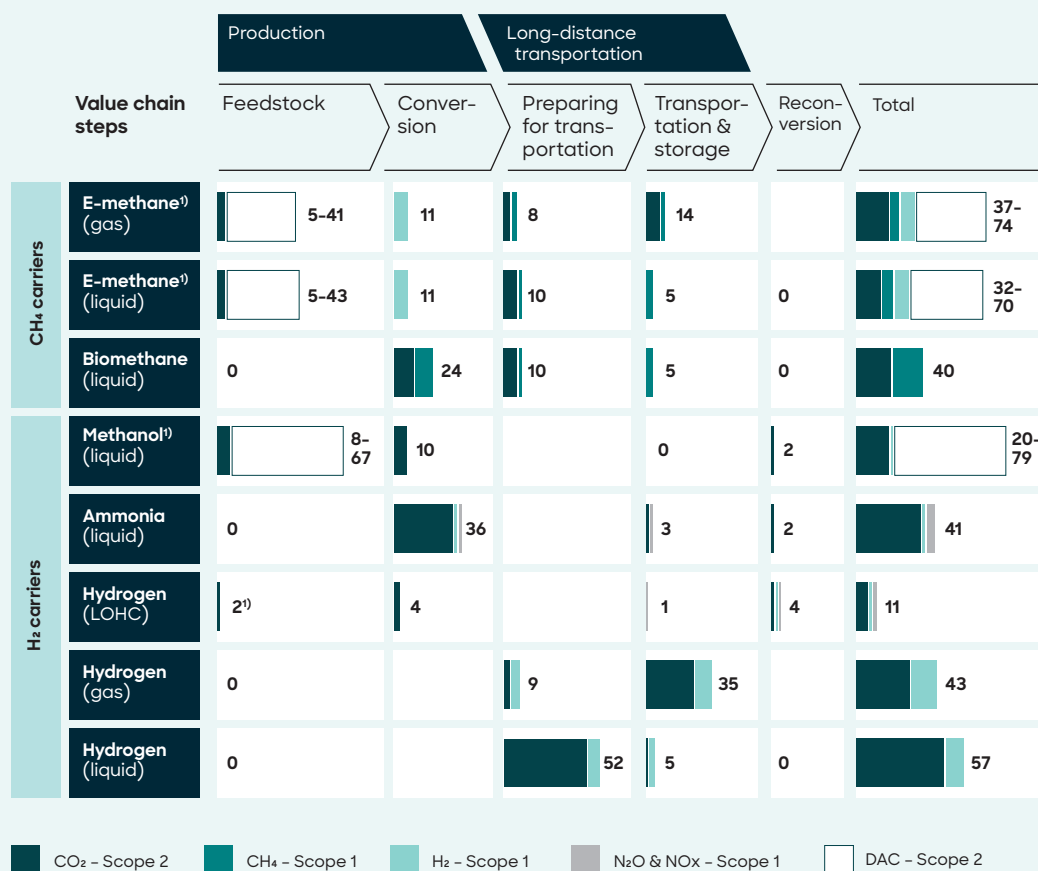 Production
Long-distance
transportation
Value chain
steps
Feedstock
Conver-
sion
Preparing
for trans-
portation
Transpor-
tation &
storage
Recon-
version
Total
CH₄ carriers
E-methane¹⁾
(gas)
5-41
11
8
14
37-
74
E-methane¹⁾
(liquid)
5-43
11
10
5
0
32-
70
Biomethane
(liquid)
0
24
10
5
0
40
H₂ carriers
Methanol¹⁾
(liquid)
8-
67
10
0
2
20-
79
Ammonia
(liquid)
0
36
3
2
41
Hydrogen
(LOHC)
2¹⁾
4
1
4
11
Hydrogen
(gas)
0
9
35
43
Hydrogen
(liquid)
0
52
5
0
57
CO₂ – Scope 2
CH₄ – Scope 1
H₂ – Scope 1
N₂O & NOx – Scope 1
DAC – Scope 2